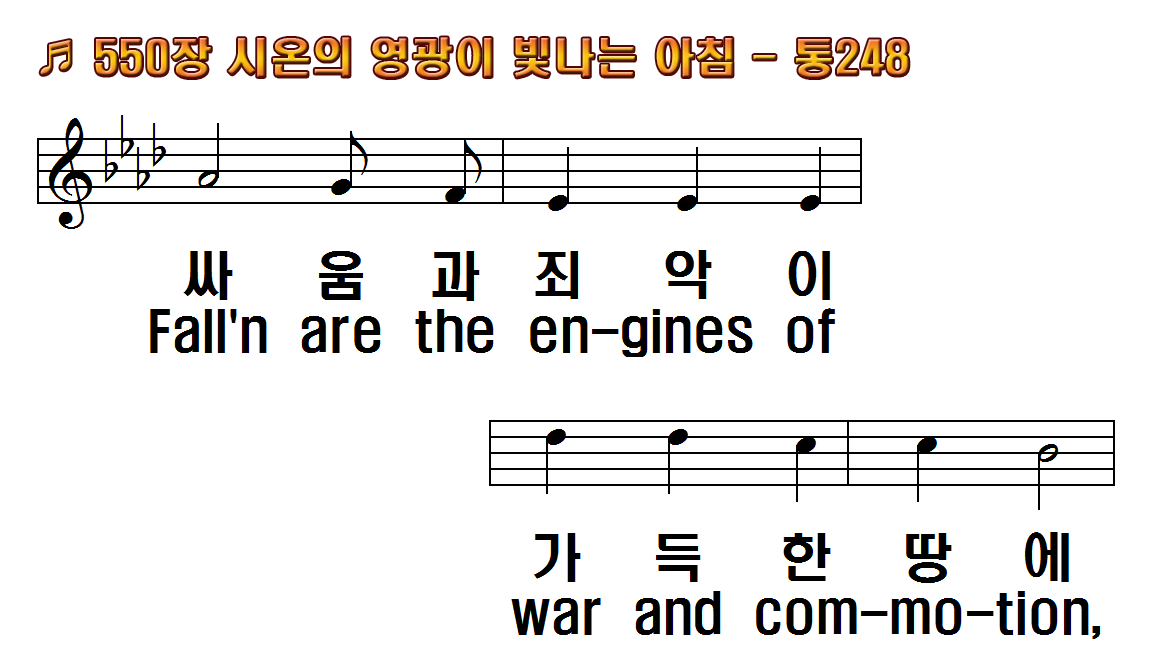 ♬ 550장 시온의 영광이 빛나는 아침 - 통248
싸 움 과 죄 악 이
Fall'n are the en-gines of
가 득 한 땅 에
war and com-mo-tion,